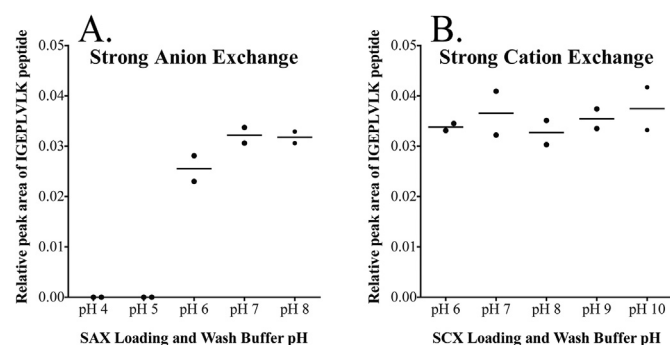 A.
Strong Anion Exchange
Relative peak area of IGEPLVLK peptide
0.05
0.04
0.03
0.02
0.01
0.00
pH 4 pH 5 pH 6 pH 7 pH 8
SAX Loading and Wash Buffer pH
B.
Strong Cation Exchange
Relative peak area of IGEPLVLK peptide
0.05
0.04
0.03
0.02
0.01
0.00
pH 6 pH 7 pH 8 pH 9 pH 10
SCX Loading and Wash Buffer pH